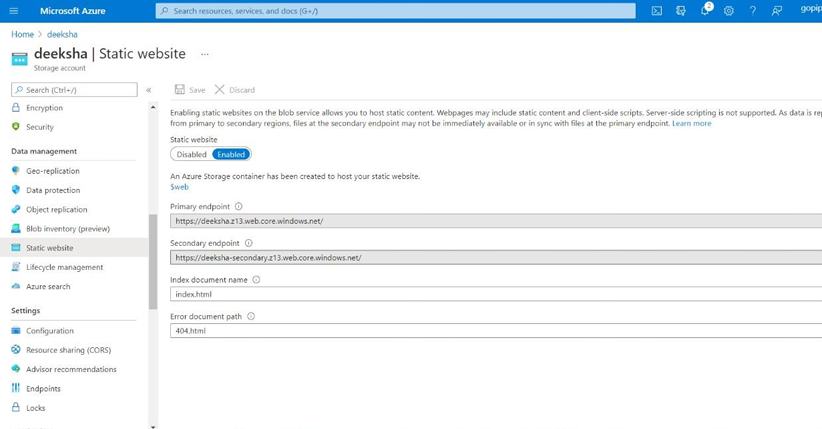 Microsoft Azure
Search resources, services, and docs (G+/)
2
gopip
Home > deeksha
deeksha | Static website ...
Storage account
Search (Ctrl+/)
«
Save
Discard
Encryption
Security
Data management
Geo-replication
Data protection
Object replication
Blob inventory (preview)
Static website
Lifecycle management
Azure search
Settings
Configuration
Resource sharing (CORS)
Advisor recommendations
Endpoints
Locks
Enabling static websites on the blob service allows you to host static content. Webpages may include static content and client-side scripts. Server-side scripting is not supported. As data is rep
from primary to secondary regions, files at the secondary endpoint may not be immediately available or in sync with files at the primary endpoint. Learn more
Static website
Disabled Enabled
An Azure Storage container has been created to host your static website.
$web
Primary endpoint
https://deeksha.z13.web.core.windows.net/
Secondary endpoint
https://deeksha-secondary.z13.web.core.windows.net/
Index document name
index.html
Error document path
404.html